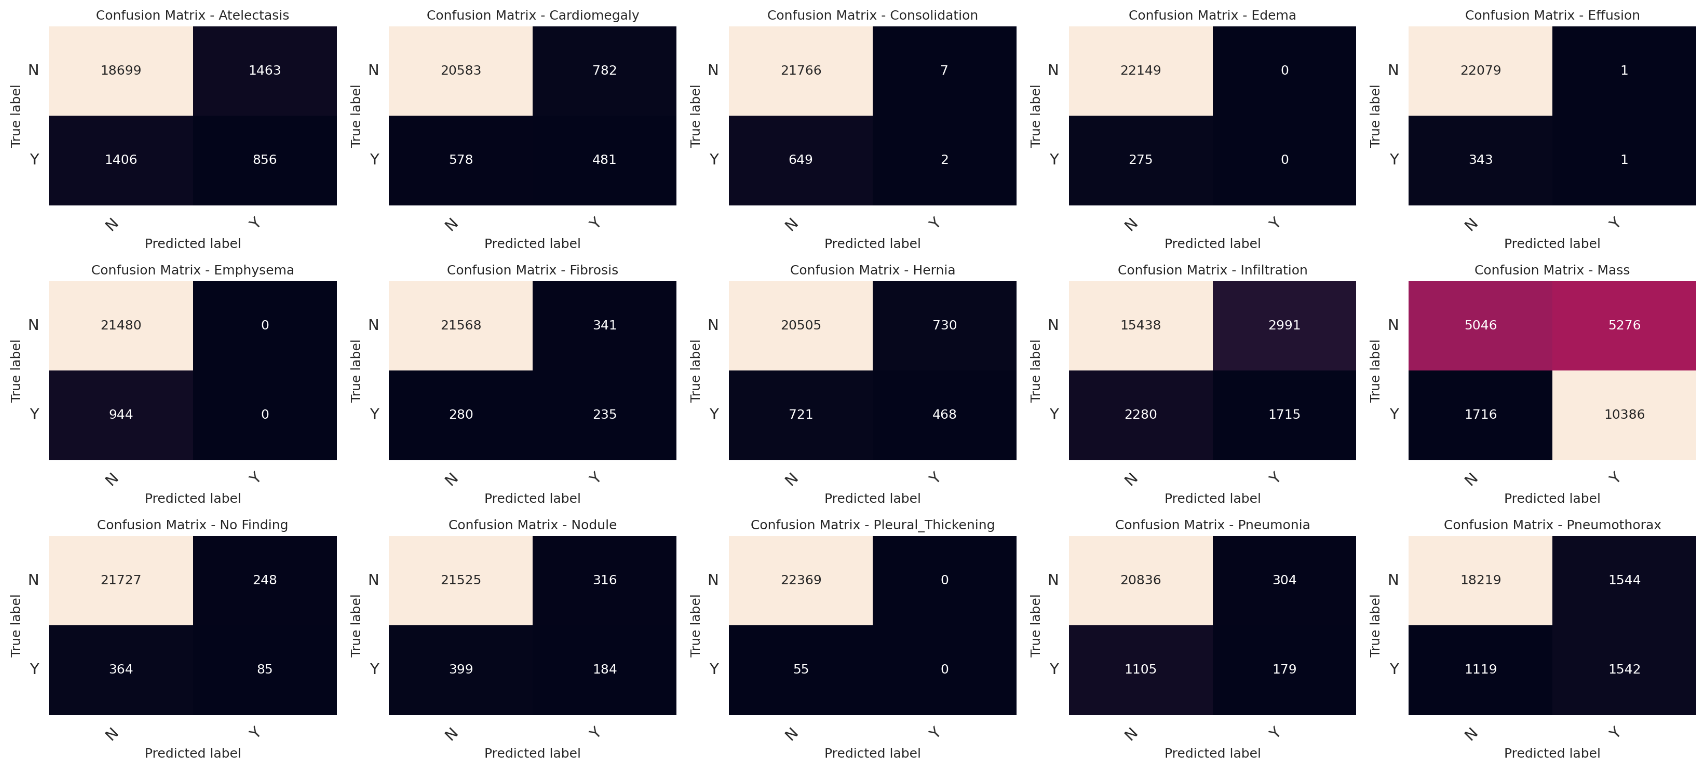 Confusion Matrix - Atelectasis
Confusion Matrix - Cardiomegaly
Confusion Matrix - Consolidation
Confusion Matrix - Edema
Confusion Matrix - Effusion
N 18699 1463
N 20583 782
N 21766 7
N 22149 0
N 22079 1
True label
True label
True label
True label
True label
Y 1406 856
Y 578 481
Y 649 2
Y 275 0
Y 343 1
N Y
N Y
N Y
N Y
N Y
Predicted label
Predicted label
Predicted label
Predicted label
Predicted label
Confusion Matrix - Emphysema
Confusion Matrix - Fibrosis
Confusion Matrix - Hernia
Confusion Matrix - Infiltration
Confusion Matrix - Mass
N 21480 0
N 21568 341
N 20505 730
N 15438 2991
N 5046 5276
True label
True label
True label
True label
True label
Y 944 0
Y 280 235
Y 721 468
Y 2280 1715
Y 1716 10386
N Y
N Y
N Y
N Y
N Y
Predicted label
Predicted label
Predicted label
Predicted label
Predicted label
Confusion Matrix - No Finding
Confusion Matrix - Nodule
Confusion Matrix - Pleural_Thickening
Confusion Matrix - Pneumonia
Confusion Matrix - Pneumothorax
N 21727 248
N 21525 316
N 22369 0
N 20836 304
N 18219 1544
True label
True label
True label
True label
True label
Y 364 85
Y 399 184
Y 55 0
Y 1105 179
Y 1119 1542
N Y
N Y
N Y
N Y
N Y
Predicted label
Predicted label
Predicted label
Predicted label
Predicted label